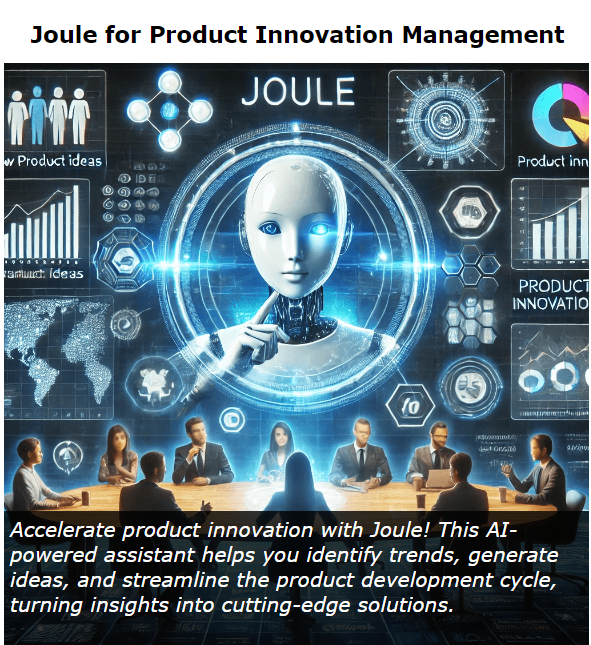 Joule for Product Innovation Management
JOULE
w Product ideas
Product inn
Ideas
PRODUCT
INNOVATIO
Accelerate product innovation with Joule! This AI-
powered assistant helps you identify trends, generate
ideas, and streamline the product development cycle,
turning insights into cutting-edge solutions.